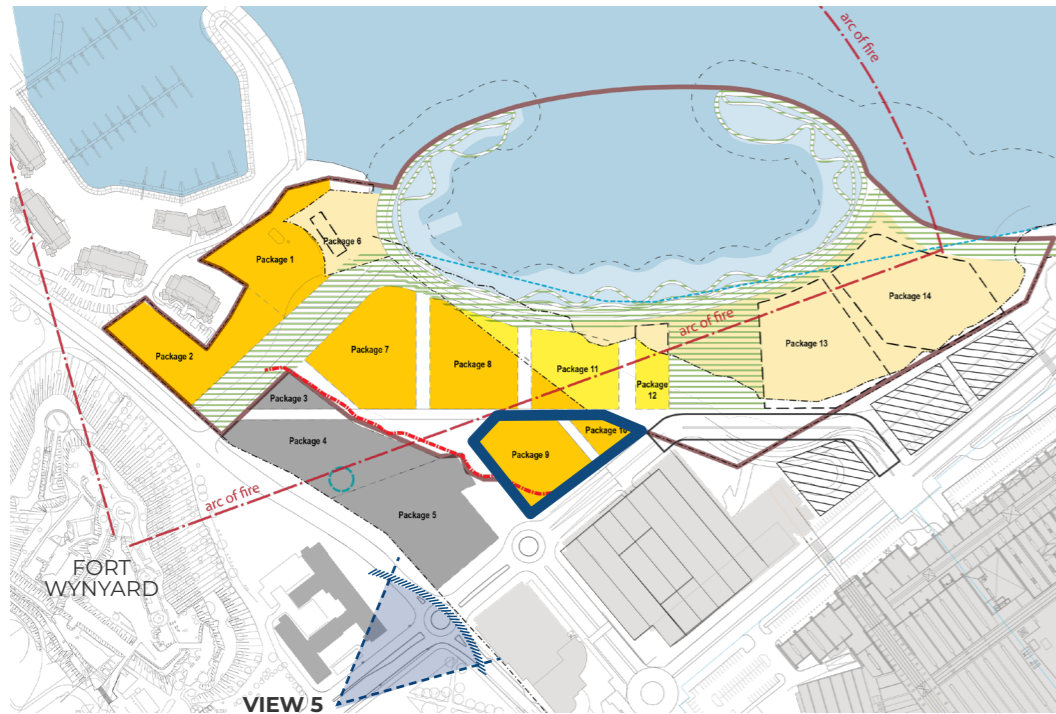 arc of fire
Package 6
Package 1
Package 14
Package 2
Package 7
Package 8
Package 11
Package 13
arc of fire
Package
12
Package 3
Package 4
Package 10
Package 9
arc of fire
Package 5
FORT
WYNYARD
VIEW 5